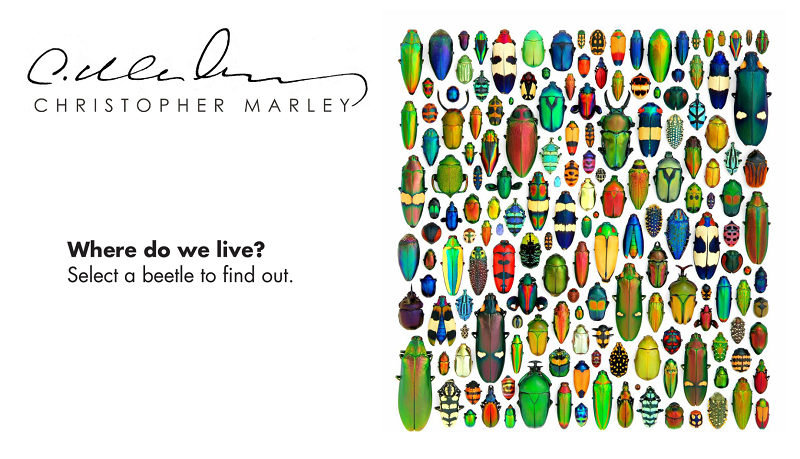 CHRISTOPHER MARLEY
Where do we live?
Select a beetle to find out.